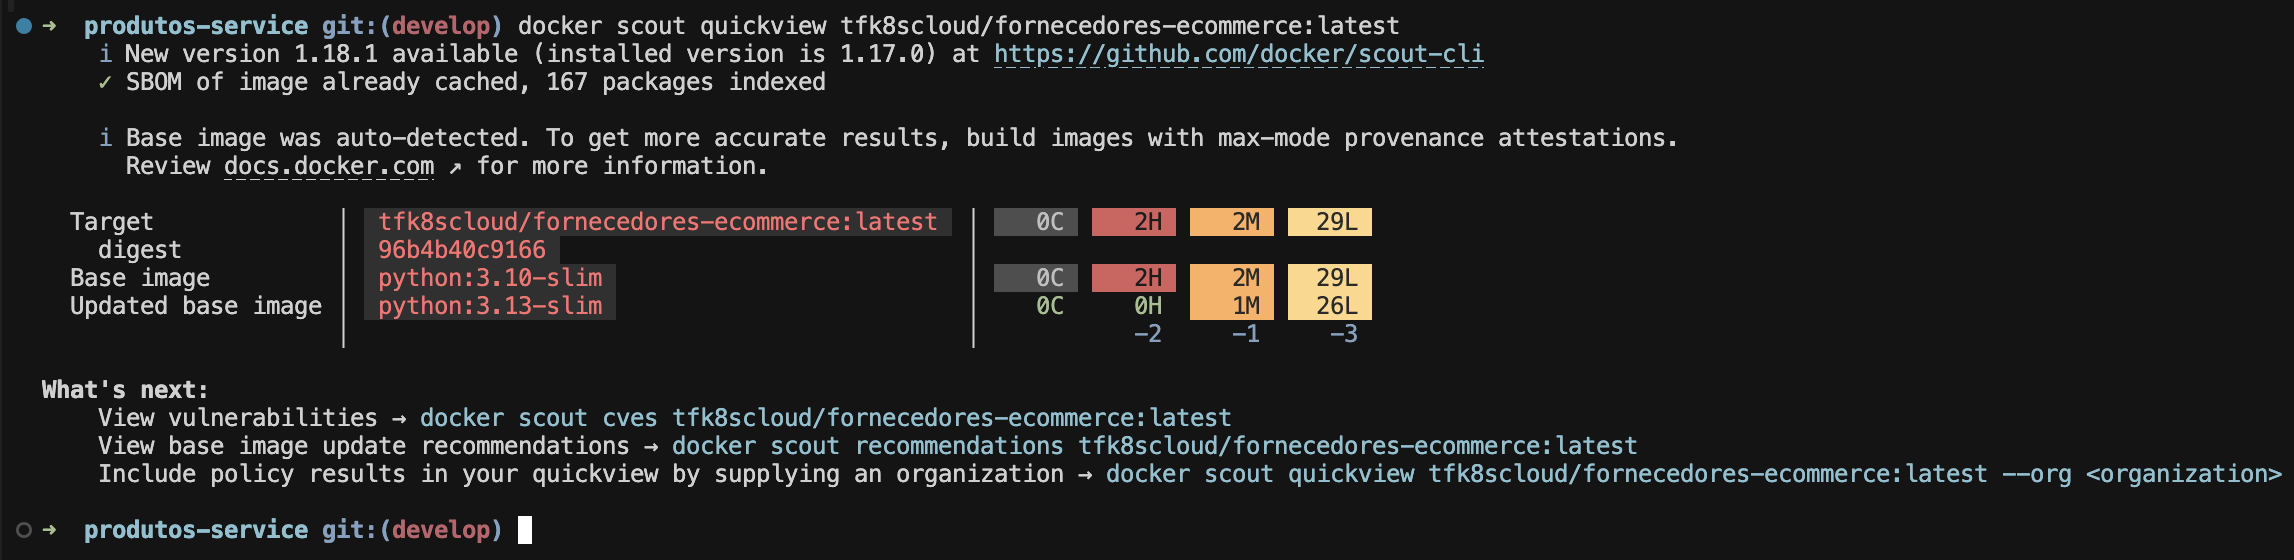 ➜  produtos-service git:(develop) docker scout quickview tfk8scloud/fornecedores-ecommerce:latest
i New version 1.18.1 available (installed version is 1.17.0) at https://github.com/docker/scout-cli
✓ SBOM of image already cached, 167 packages indexed
i Base image was auto-detected. To get more accurate results, build images with max-mode provenance attestations.
Review docs.docker.com ↗ for more information.
Target │ tfk8scloud/fornecedores-ecommerce:latest │ 0C 2H 2M 29L
digest │ 96b4b40c9166 │
Base image │ python:3.10-slim │ 0C 2H 2M 29L
Updated base image │ python:3.13-slim │ 0C 0H 1M 26L
│ │ -2 -1 -3
What's next:
View vulnerabilities → docker scout cves tfk8scloud/fornecedores-ecommerce:latest
View base image update recommendations → docker scout recommendations tfk8scloud/fornecedores-ecommerce:latest
Include policy results in your quickview by supplying an organization → docker scout quickview tfk8scloud/fornecedores-ecommerce:latest --org <organization>
➜  produtos-service git:(develop)